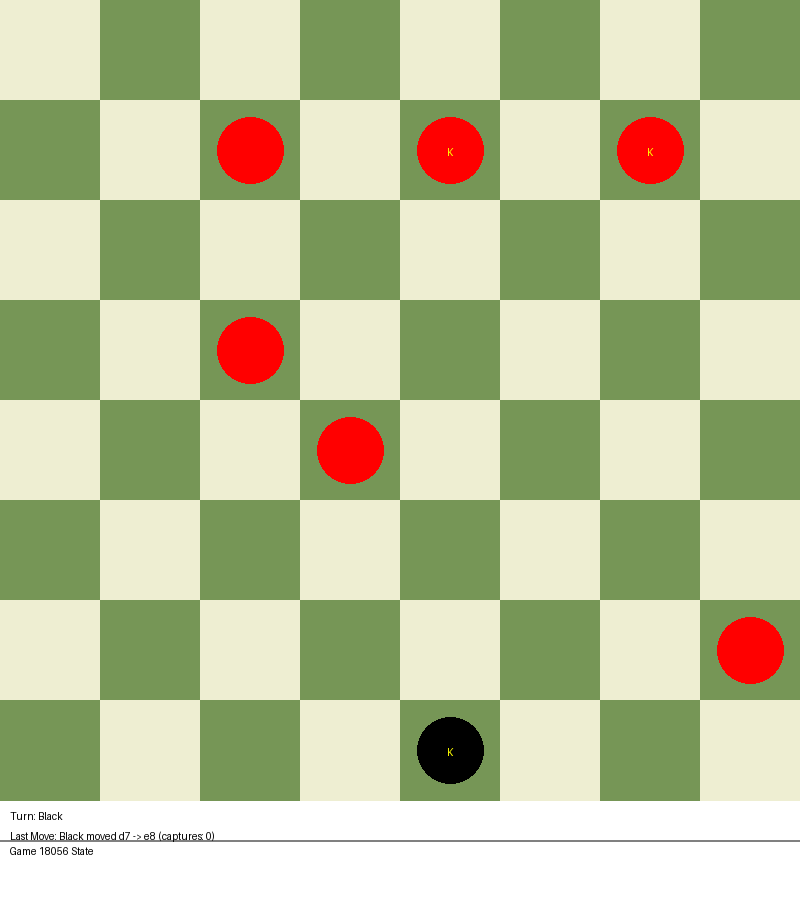 K
K
K
Turn: Black
Last Move: Black moved d7 -> e8 (captures: 0)
Game 18056 State